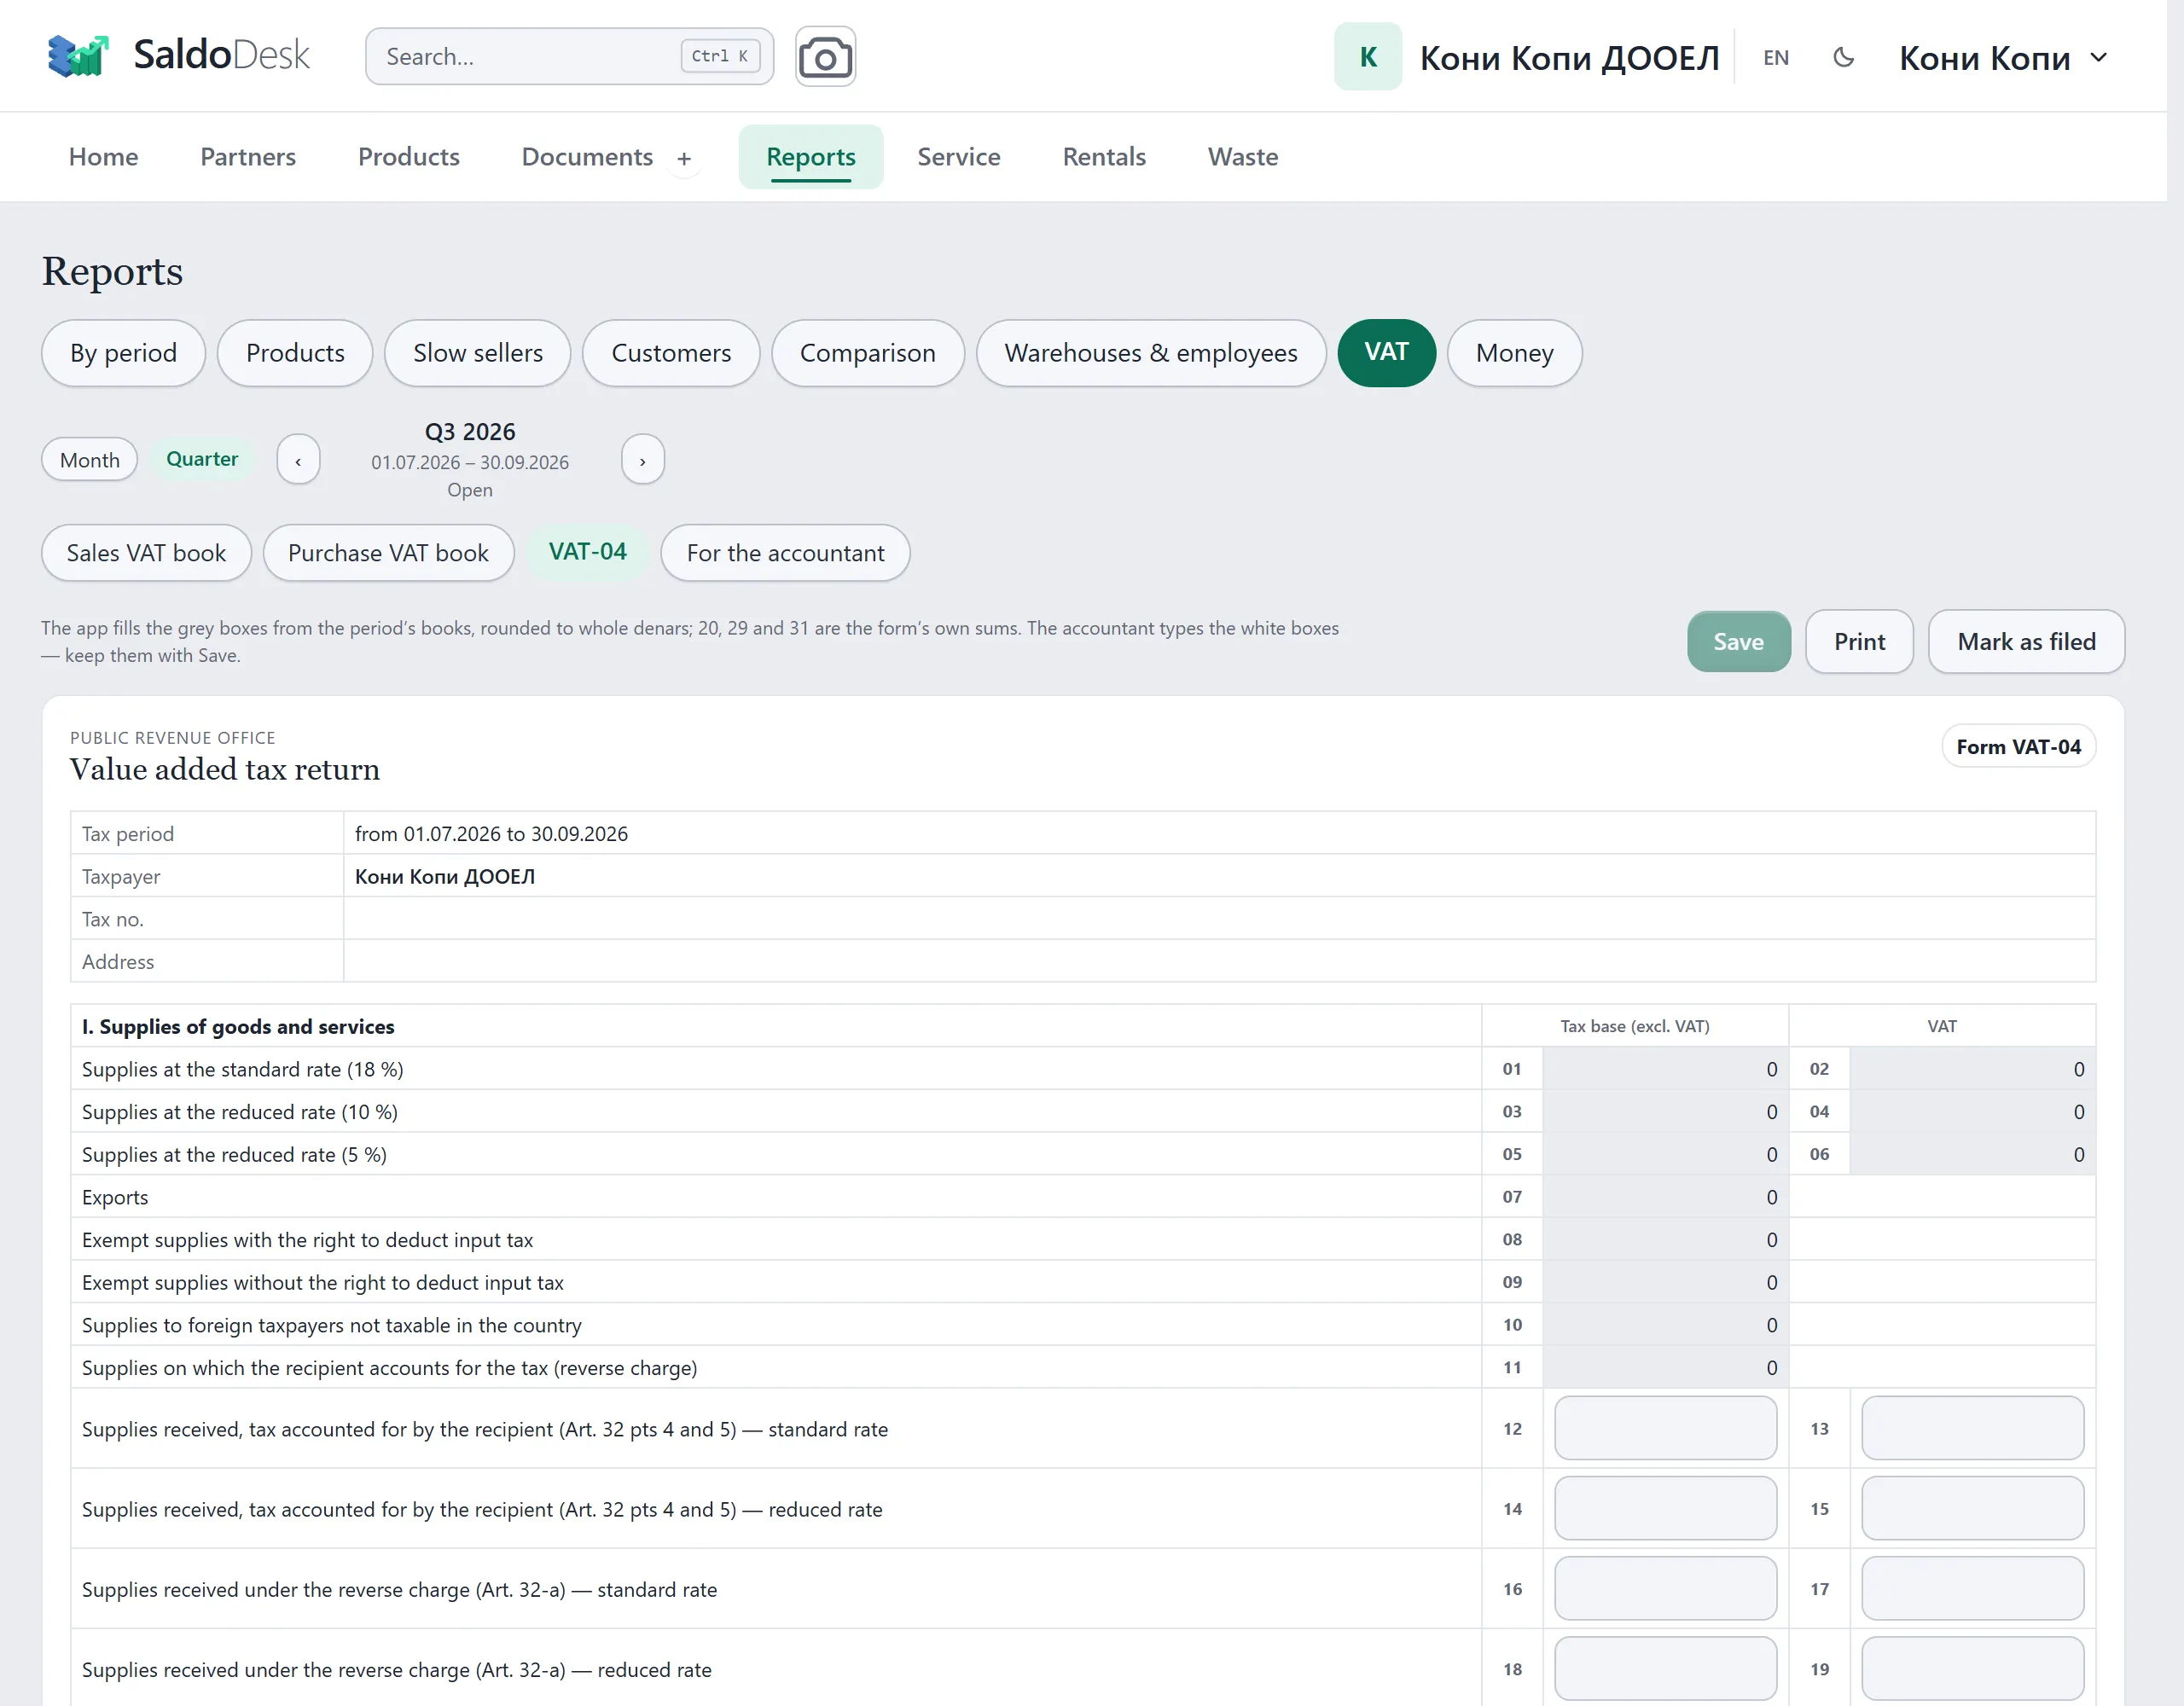 SaldoDesk
Search...
Ctrl K
К
Кони Копи ДООЕЛ
EN
Кони Копи
Home
Partners
Products
Documents +
Reports
Service
Rentals
Waste
Reports
By period
Products
Slow sellers
Customers
Comparison
Warehouses & employees
VAT
Money
Month
Quarter
‹
Q3 2026
01.07.2026 – 30.09.2026
Open
›
Sales VAT book
Purchase VAT book
VAT-04
For the accountant
The app fills the grey boxes from the period’s books, rounded to whole denars; 20, 29 and 31 are the form’s own sums. The accountant types the white boxes
— keep them with Save.
Save
Print
Mark as filed
PUBLIC REVENUE OFFICE
Value added tax return
Form VAT-04
Tax period from 01.07.2026 to 30.09.2026
Taxpayer Кони Копи ДООЕЛ
Tax no.
Address
I. Supplies of goods and services Tax base (excl. VAT) VAT
Supplies at the standard rate (18 %) 01 0 02 0
Supplies at the reduced rate (10 %) 03 0 04 0
Supplies at the reduced rate (5 %) 05 0 06 0
Exports 07 0
Exempt supplies with the right to deduct input tax 08 0
Exempt supplies without the right to deduct input tax 09 0
Supplies to foreign taxpayers not taxable in the country 10 0
Supplies on which the recipient accounts for the tax (reverse charge) 11 0
Supplies received, tax accounted for by the recipient (Art. 32 pts 4 and 5) — standard rate 12 13
Supplies received, tax accounted for by the recipient (Art. 32 pts 4 and 5) — reduced rate 14 15
Supplies received under the reverse charge (Art. 32-a) — standard rate 16 17
Supplies received under the reverse charge (Art. 32-a) — reduced rate 18 19